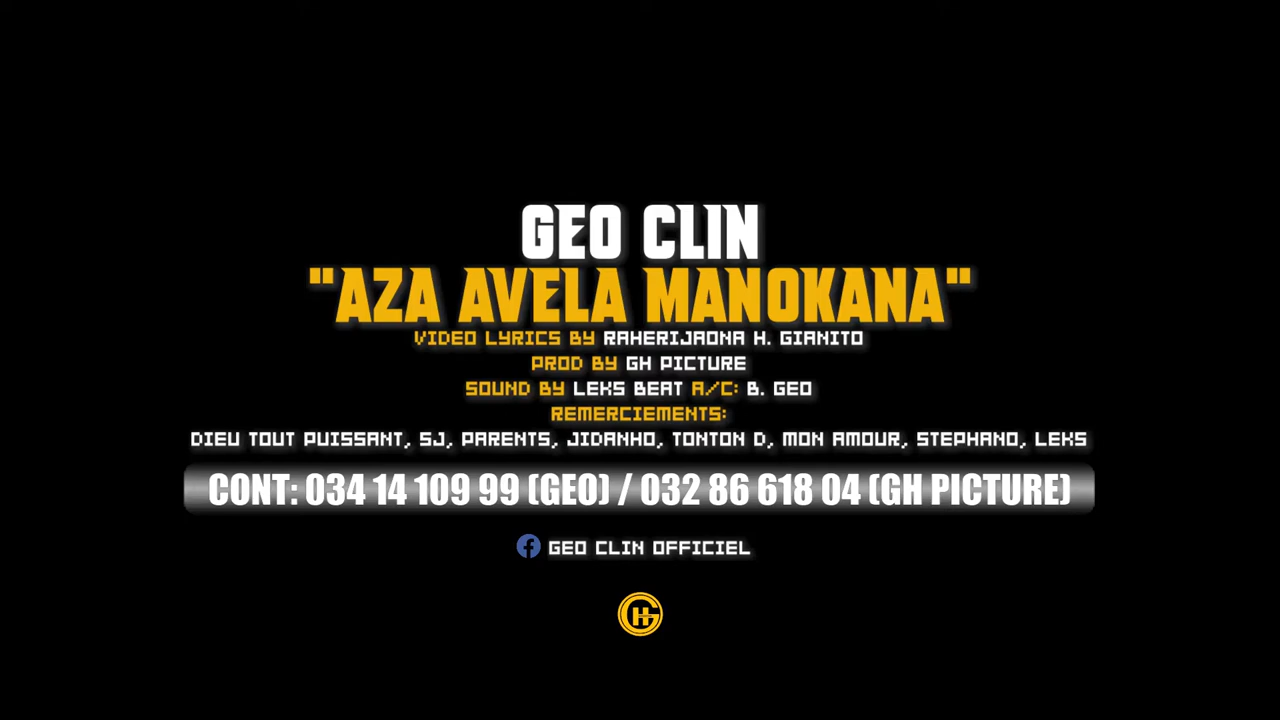 GEO CLIN
"AZA AVELA MANOKANA"
VIDEO LYRICS BY RAHERIJAONA H. GIANITO
PROD BY GH PICTURE
SOUND BY LEKS BEAT A/C: B. GEO
REMERCIEMENTS:
DIEU TOUT PUISSANT, SJ, PARENTS, JIDANHO, TONTON D, MON AMOUR, STEPHANO, LEKS
CONT: 034 14 109 99 (GEO) / 032 86 618 04 (GH PICTURE)
GEO CLIN OFFICIEL
GH